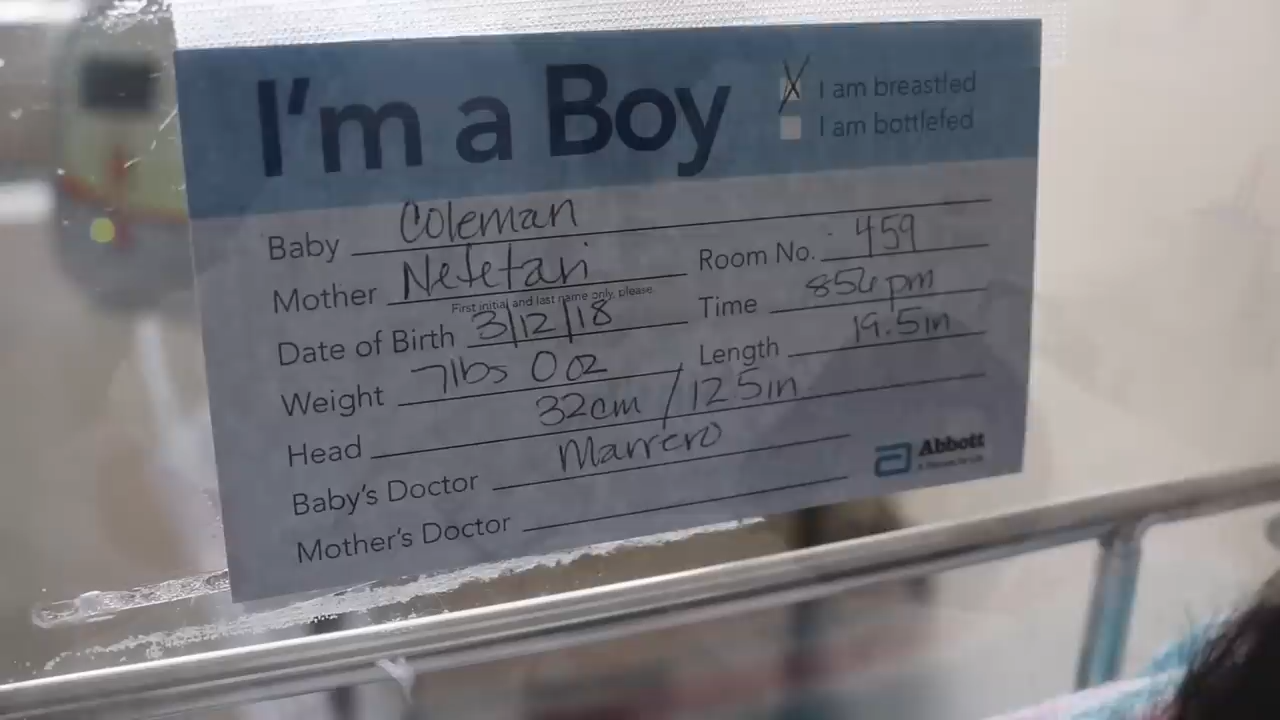 I'm a Boy
X I am breastfed
I am bottlefed
Baby Coleman
Mother Nefetari Room No. 459
First initial and last name only, please.
Date of Birth 3/12/18 Time 856pm
Weight 7lbs 0oz Length 19.5in
Head 32cm / 12.5in
Baby's Doctor Marrero
Mother's Doctor
Abbott